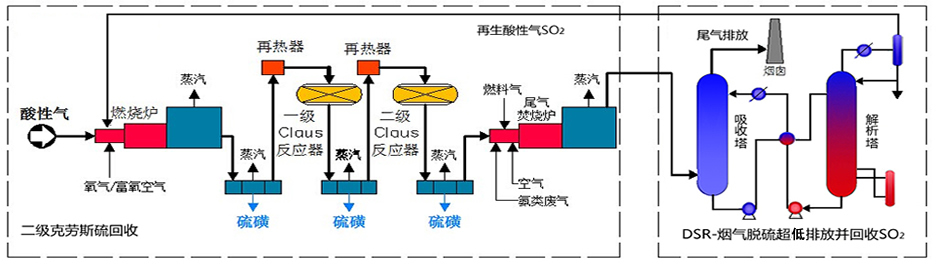 再生酸性气SO₂
尾气排放
烟囱
再热器
再热器
蒸汽
蒸汽
燃料气
尾气
焚烧炉
酸性气
燃烧炉
一级
Claus
反应器
二级
Claus
反应器
吸收塔
解析塔
蒸汽
蒸汽
蒸汽
氧气/富氧空气
空气
氨类废气
硫磺
硫磺
硫磺
二级克劳斯硫回收
DSR-烟气脱硫超低排放并回收SO₂